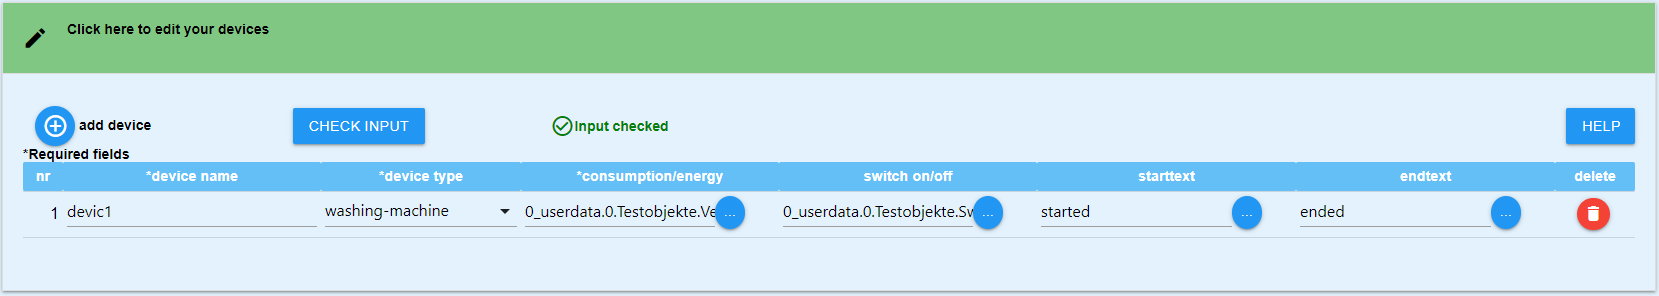 Click here to edit your devices
add device CHECK INPUT Input checked HELP
*Required fields
nr *device name *device type *consumption/energy switch on/off starttext endtext delete
1 devic1 washing-machine 0_userdata.0.Testobjekte.Ve ... 0_userdata.0.Testobjekte.Sw ... started ... ended ...